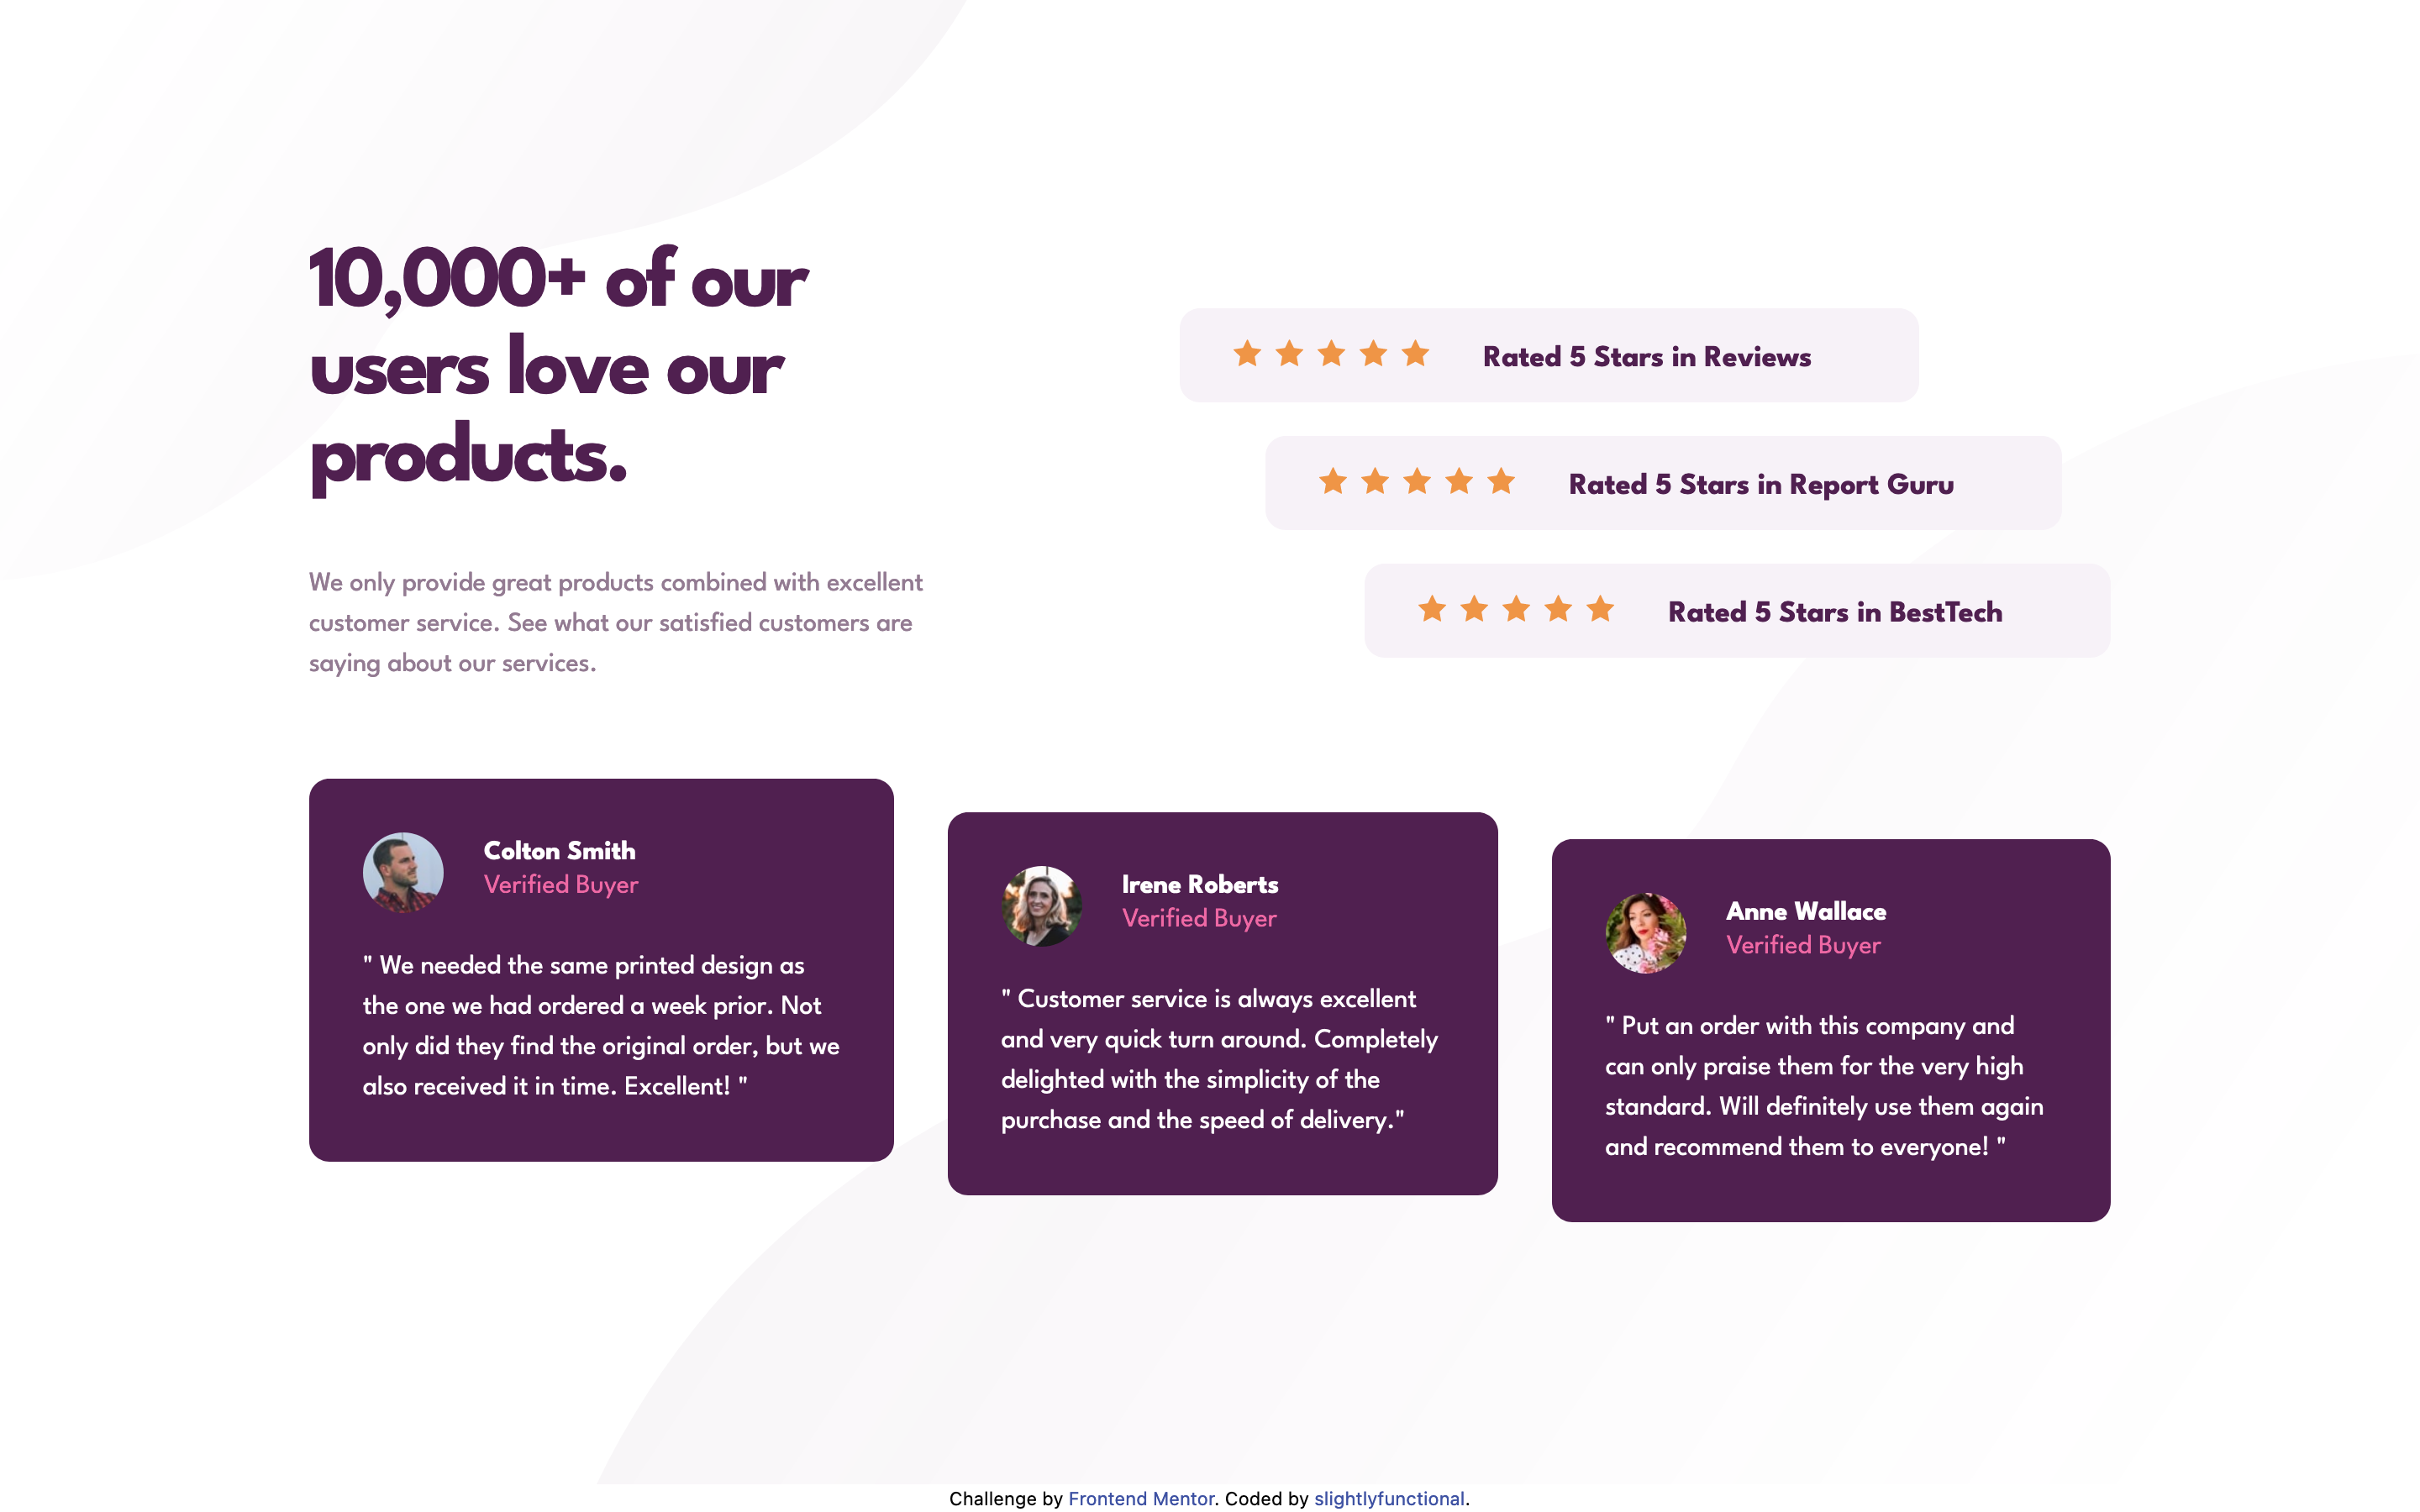 10,000+ of our
users love our
products.
We only provide great products combined with excellent
customer service. See what our satisfied customers are
saying about our services.
Rated 5 Stars in Reviews
Rated 5 Stars in Report Guru
Rated 5 Stars in BestTech
Colton Smith
Verified Buyer
" We needed the same printed design as
the one we had ordered a week prior. Not
only did they find the original order, but we
also received it in time. Excellent! "
Irene Roberts
Verified Buyer
" Customer service is always excellent
and very quick turn around. Completely
delighted with the simplicity of the
purchase and the speed of delivery."
Anne Wallace
Verified Buyer
" Put an order with this company and
can only praise them for the very high
standard. Will definitely use them again
and recommend them to everyone! "
Challenge by Frontend Mentor. Coded by slightlyfunctional.